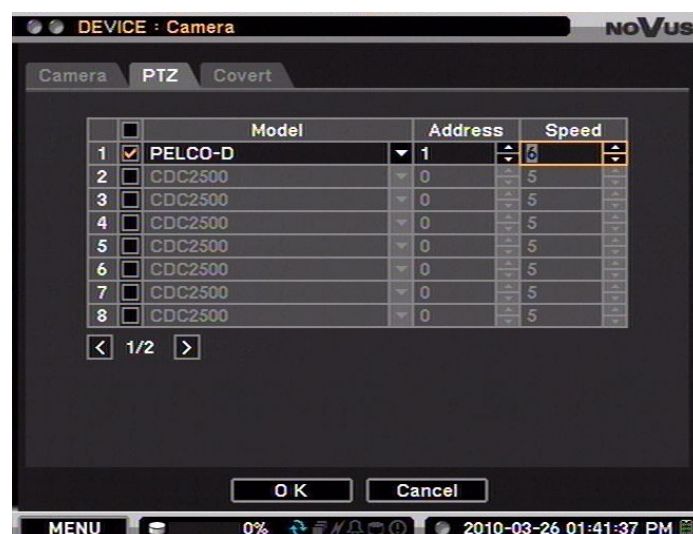 DEVICE : Camera NOVUS
Camera PTZ Covert
Model Address Speed
1 PELCO-D 1 6
2 CDC2500 0 5
3 CDC2500 0 5
4 CDC2500 0 5
5 CDC2500 0 5
6 CDC2500 0 5
7 CDC2500 0 5
8 CDC2500 0 5
< 1/2 >
OK Cancel
MENU 0% 2010-03-26 01:41:37 PM